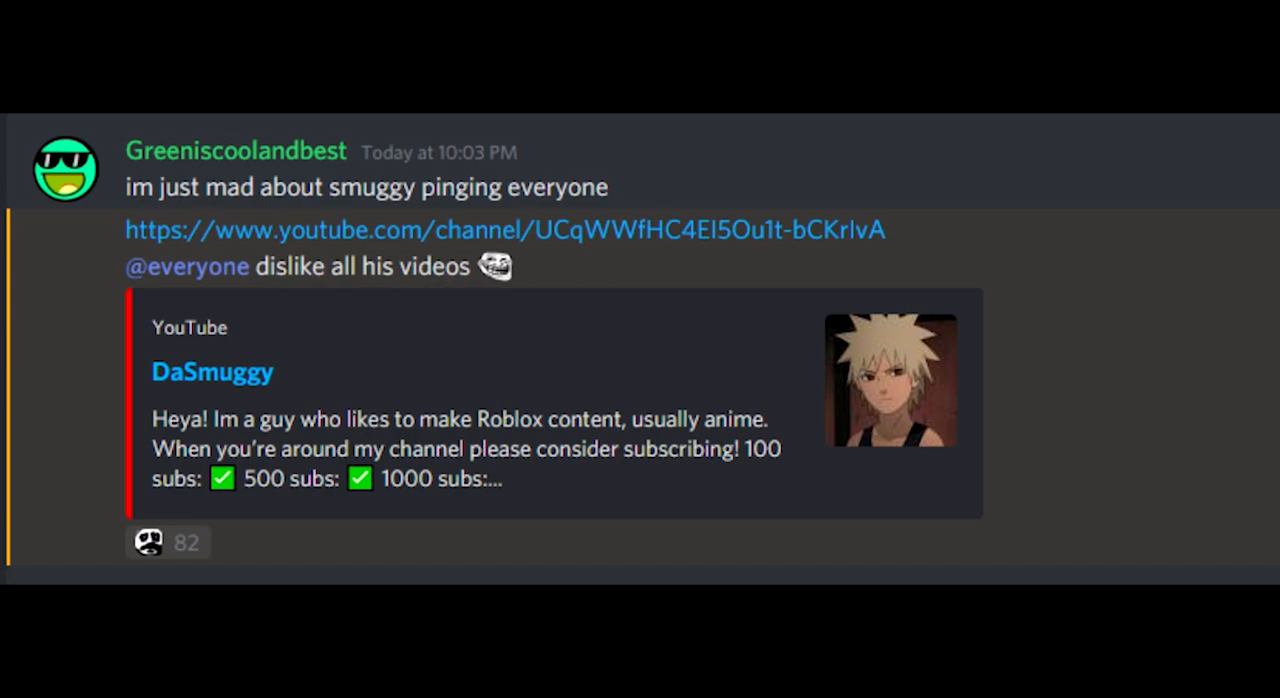 Greeniscoolandbest Today at 10:03 PM
im just mad about smuggy pinging everyone
https://www.youtube.com/channel/UCqWWfHC4EI5Ou1t-bCKrlvA
@everyone dislike all his videos
YouTube
DaSmuggy
Heya! Im a guy who likes to make Roblox content, usually anime.
When you're around my channel please consider subscribing! 100
subs: ✅ 500 subs: ✅ 1000 subs:...
82